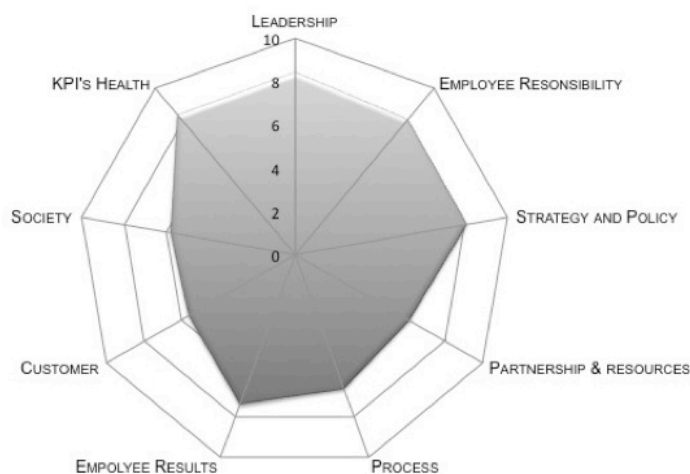 LEADERSHIP
10
KPI'S HEALTH
EMPLOYEE RESONSIBILITY
8
6
4
SOCIETY
STRATEGY AND POLICY
2
0
CUSTOMER
PARTNERSHIP & RESOURCES
EMPOLYEE RESULTS
PROCESS